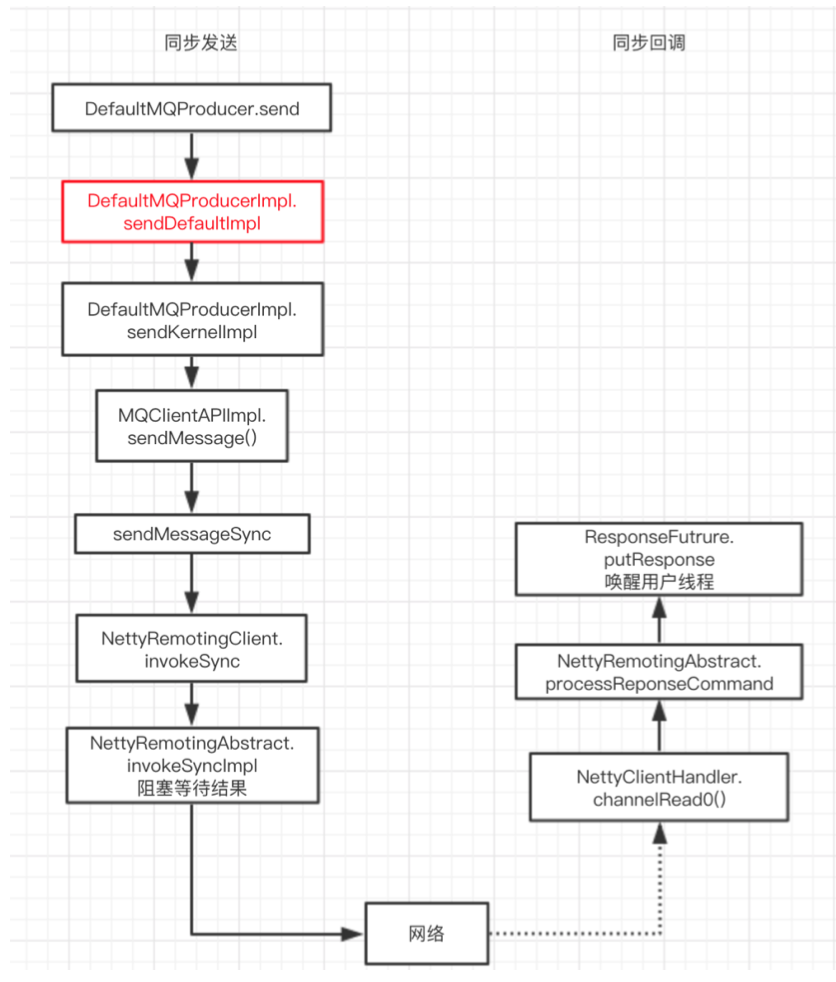 同步发送
同步回调
DefaultMQProducer.send
DefaultMQProducerImpl.
sendDefaultImpl
DefaultMQProducerImpl.
sendKernelImpl
MQClientAPIImpl.
sendMessage()
sendMessageSync
NettyRemotingClient.
invokeSync
NettyRemotingAbstract.
invokeSyncImpl
阻塞等待结果
网络
NettyClientHandler.
channelRead0()
NettyRemotingAbstract.
processReponseCommand
ResponseFutrure.
putResponse
唤醒用户线程